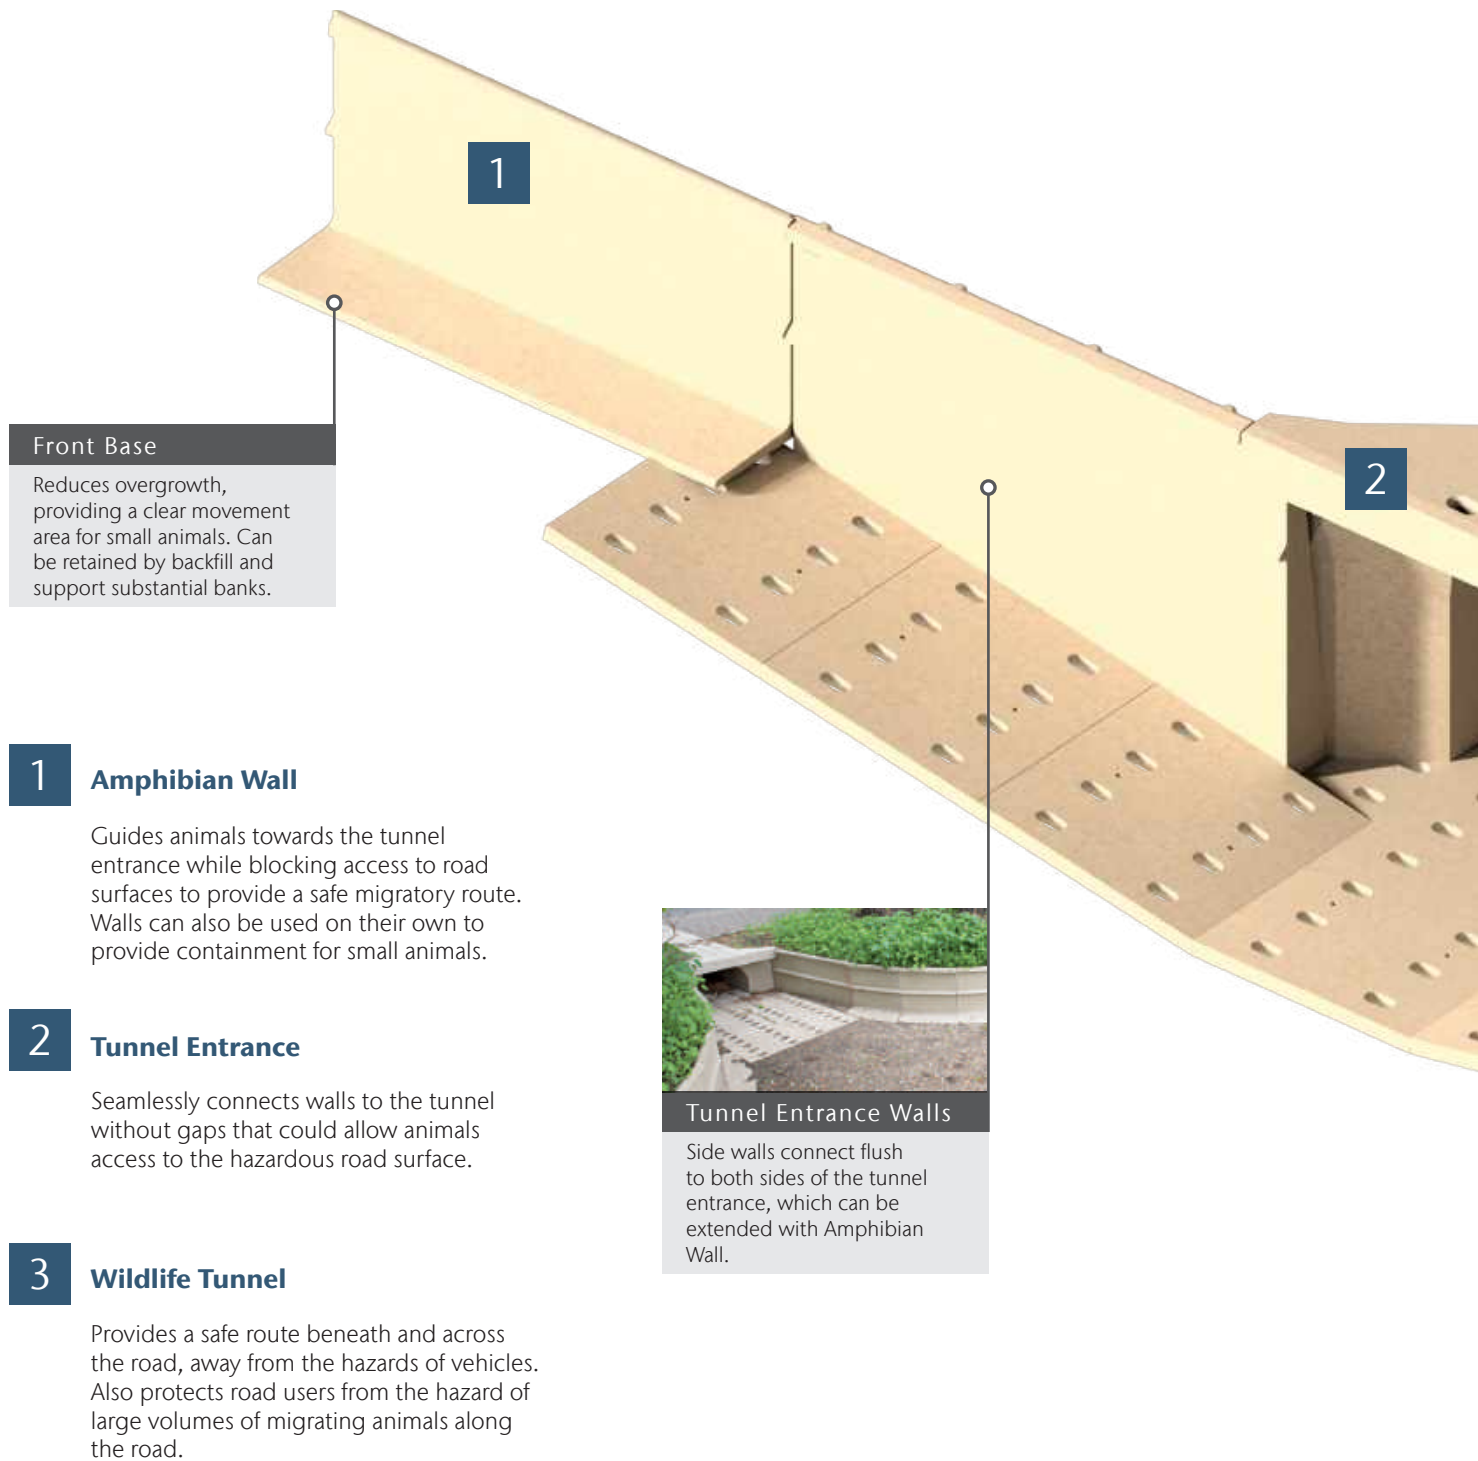 1
2
Front Base
Reduces overgrowth,
providing a clear movement
area for small animals. Can
be retained by backfill and
support substantial banks.
1
Amphibian Wall
Guides animals towards the tunnel
entrance while blocking access to road
surfaces to provide a safe migratory route.
Walls can also be used on their own to
provide containment for small animals.
2
Tunnel Entrance
Seamlessly connects walls to the tunnel
without gaps that could allow animals
access to the hazardous road surface.
3
Wildlife Tunnel
Provides a safe route beneath and across
the road, away from the hazards of vehicles.
Also protects road users from the hazard of
large volumes of migrating animals along
the road.
Tunnel Entrance Walls
Side walls connect flush
to both sides of the tunnel
entrance, which can be
extended with Amphibian
Wall.